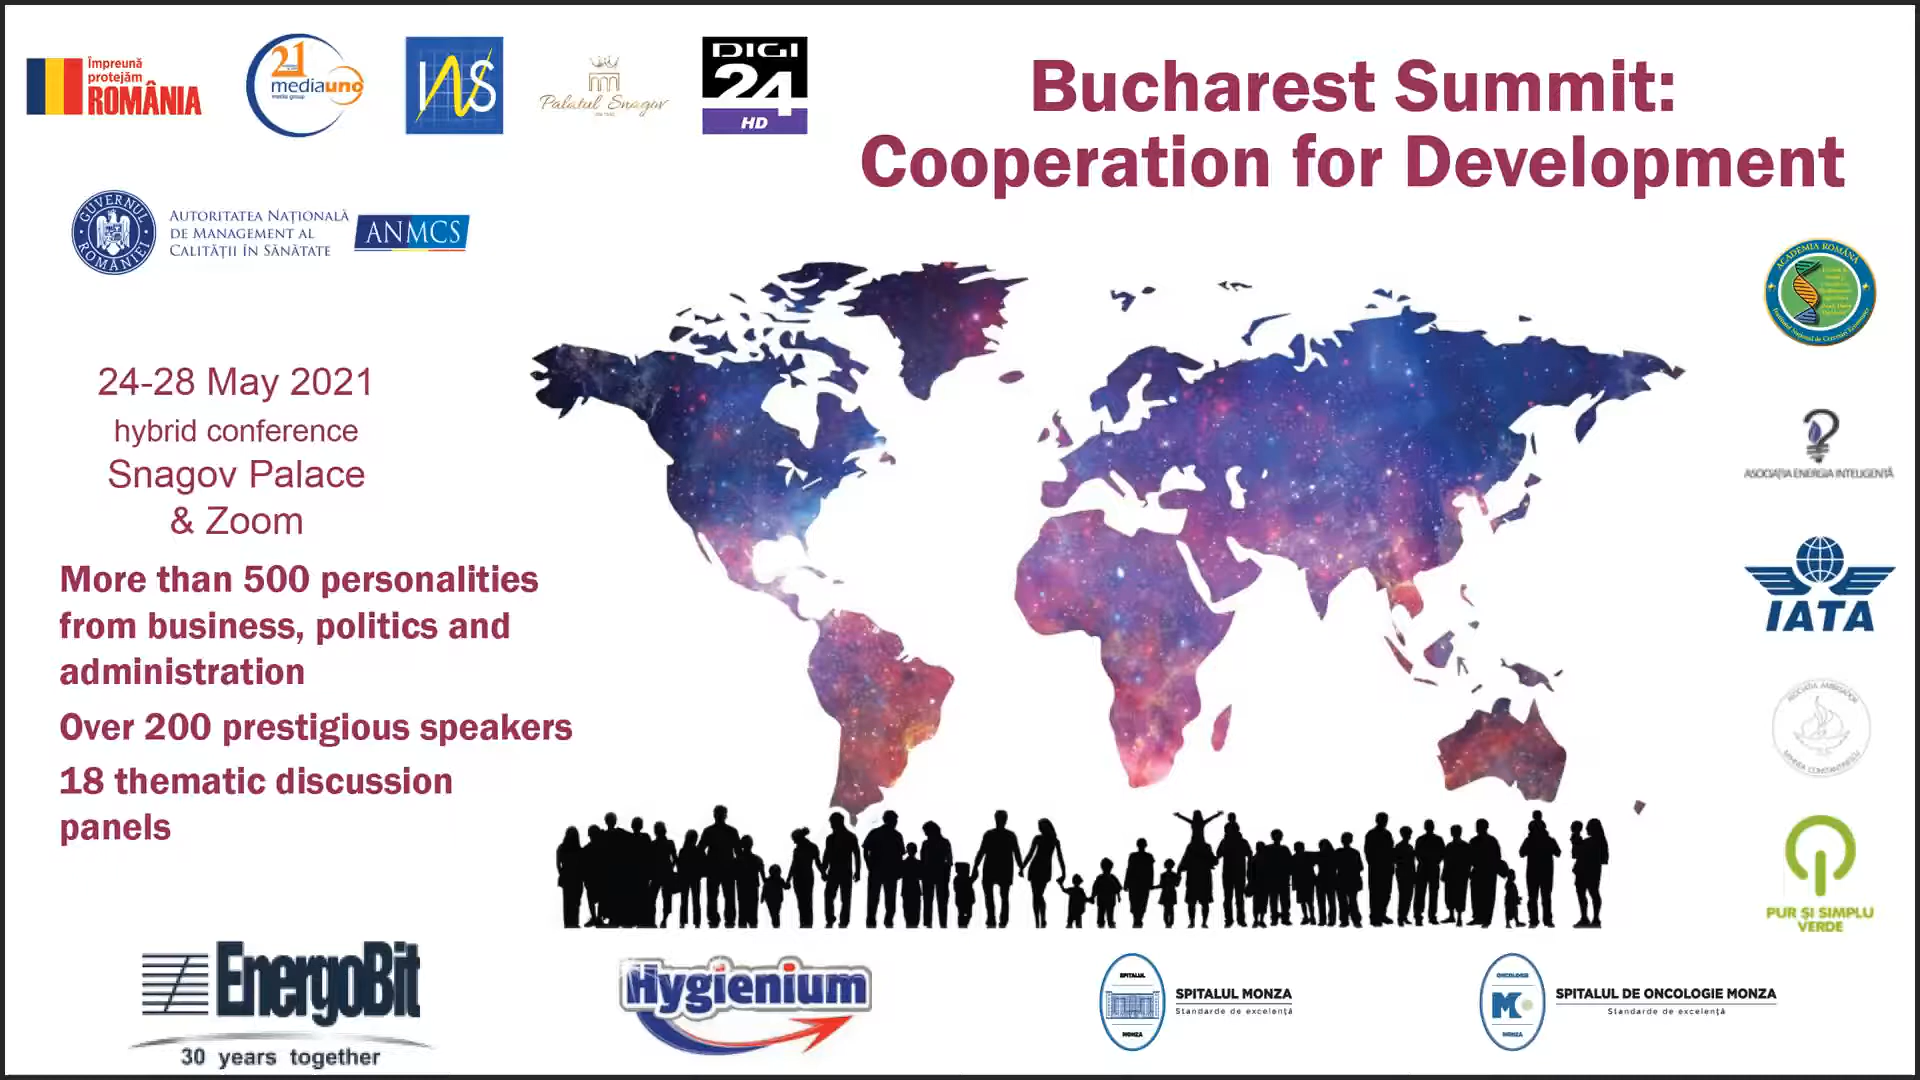 Împreună
protejăm
ROMÂNIA
21
mediauno
media group
INS
Palatul Snagov
DIGI
24
HD
Bucharest Summit:
Cooperation for Development
GUVERNUL ROMÂNIEI
AUTORITATEA NAȚIONALĂ
DE MANAGEMENT AL
CALITĂȚII ÎN SĂNĂTATE
ANMCS
ACADEMIA ROMÂNĂ
24-28 May 2021
hybrid conference
Snagov Palace
& Zoom
More than 500 personalities
from business, politics and
administration
Over 200 prestigious speakers
18 thematic discussion
panels
ASOCIAȚIA ENERGIA INTELIGENTĂ
IATA
PUR ȘI SIMPLU
VERDE
EnergoBit
30 years together
Hygienium
SPITALUL
MONZA
SPITALUL MONZA
Standarde de excelență
ONCOLOGIE
MONZA
SPITALUL DE ONCOLOGIE MONZA
Standarde de excelență